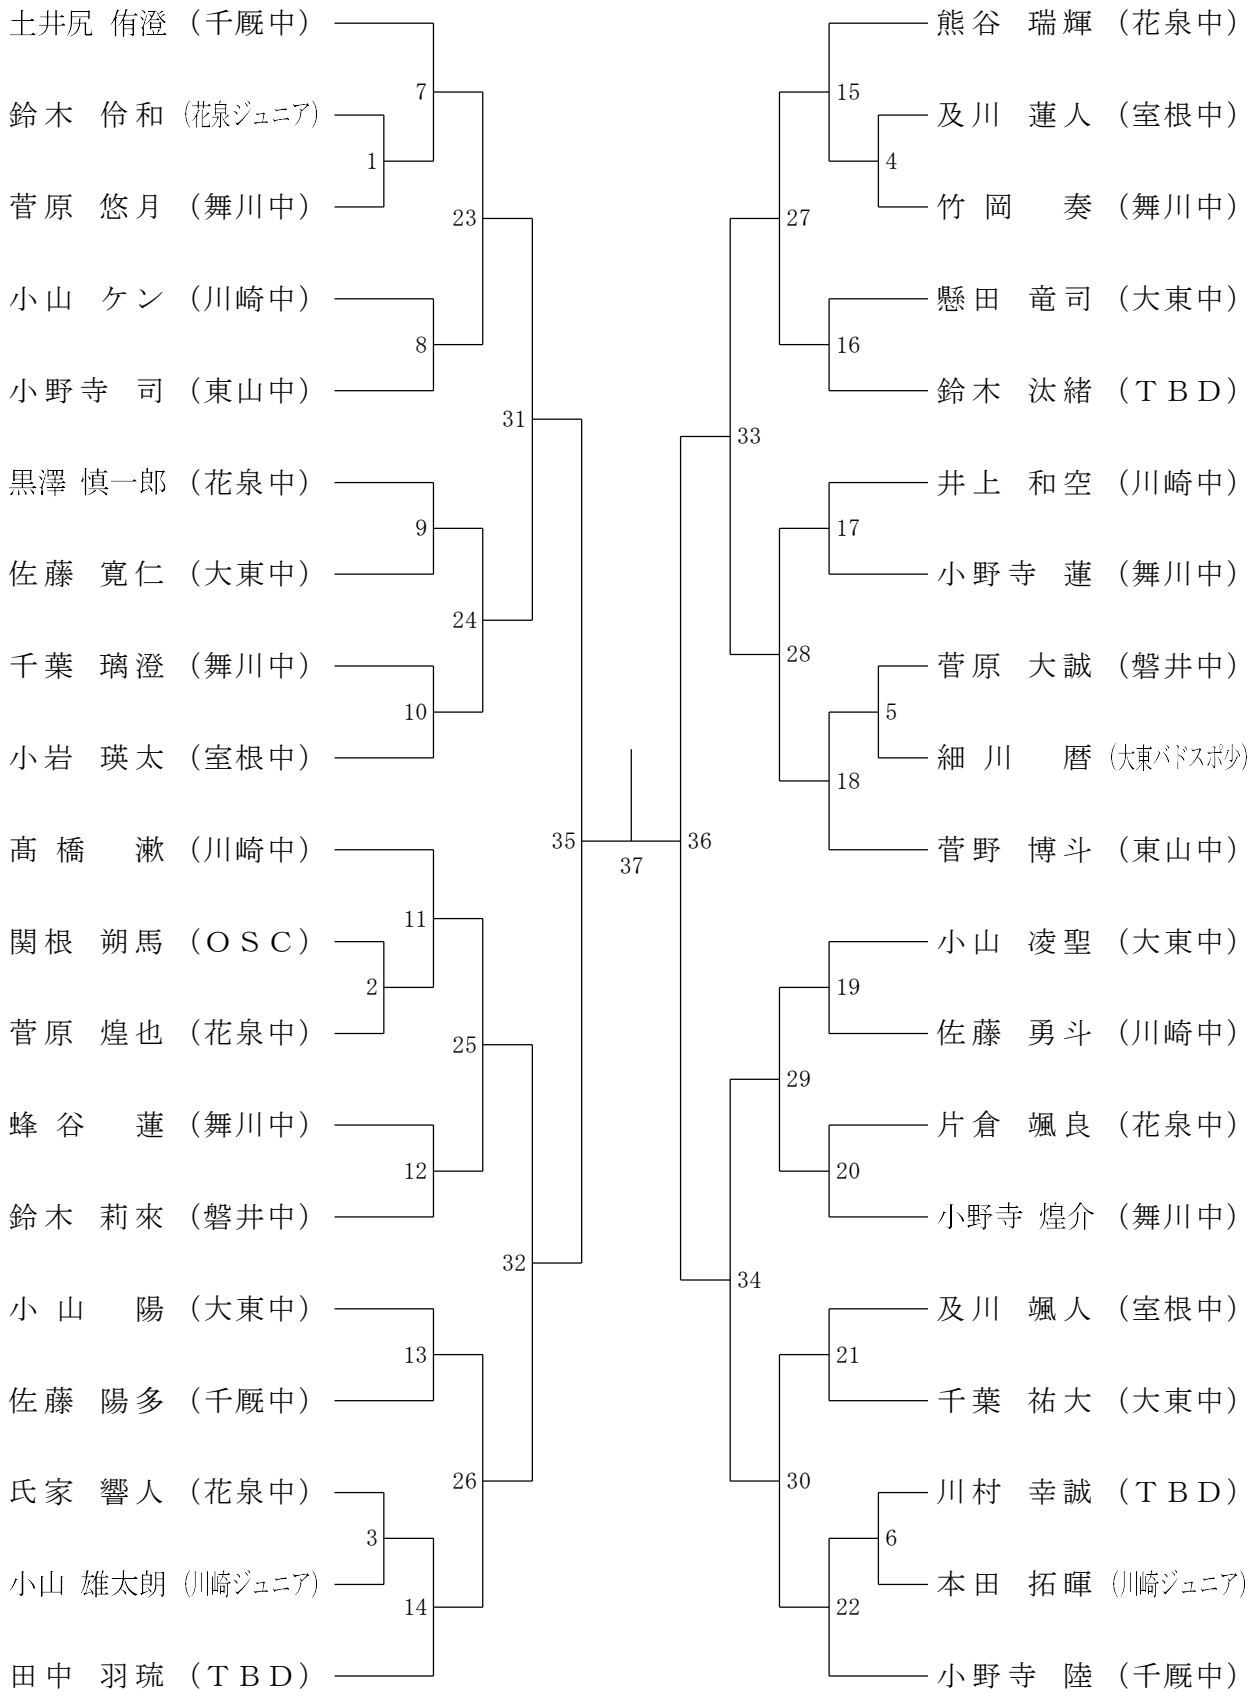 土井尻 侑澄 （千厩中）
7
鈴木 伶和 （花泉ジュニア）
1
菅原 悠月 （舞川中）
23
小山 ケン （川崎中）
8
小野寺 司 （東山中）
31
黒澤 慎一郎 （花泉中）
9
佐藤 寛仁 （大東中）
24
千葉 璃澄 （舞川中）
10
小岩 瑛太 （室根中）
35
髙橋 漱 （川崎中）
11
関根 朔馬 （ＯＳＣ）
2
菅原 煌也 （花泉中）
25
蜂谷 蓮 （舞川中）
12
鈴木 莉來 （磐井中）
32
小山 陽 （大東中）
13
佐藤 陽多 （千厩中）
26
氏家 響人 （花泉中）
3
小山 雄太朗 （川崎ジュニア）
14
田中 羽琉 （ＴＢＤ）
37
熊谷 瑞輝 （花泉中）
15
及川 蓮人 （室根中）
4
竹岡 奏 （舞川中）
27
懸田 竜司 （大東中）
16
鈴木 汰緒 （ＴＢＤ）
33
井上 和空 （川崎中）
17
小野寺 蓮 （舞川中）
28
菅原 大誠 （磐井中）
5
細川 暦 （大東バドスポ少）
18
菅野 博斗 （東山中）
36
小山 凌聖 （大東中）
19
佐藤 勇斗 （川崎中）
29
片倉 颯良 （花泉中）
20
小野寺 煌介 （舞川中）
34
及川 颯人 （室根中）
21
千葉 祐大 （大東中）
30
川村 幸誠 （ＴＢＤ）
6
本田 拓暉 （川崎ジュニア）
22
小野寺 陸 （千厩中）